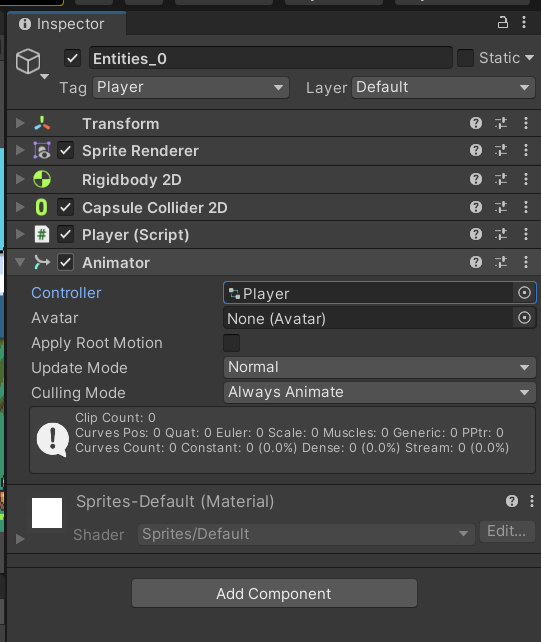 Inspector
Entities_0
Static
Tag Player Layer Default
Transform
Sprite Renderer
Rigidbody 2D
Capsule Collider 2D
Player (Script)
Animator
Controller Player
Avatar None (Avatar)
Apply Root Motion
Update Mode Normal
Culling Mode Always Animate
Clip Count: 0
Curves Pos: 0 Quat: 0 Euler: 0 Scale: 0 Muscles: 0 Generic: 0 PPtr: 0
Curves Count: 0 Constant: 0 (0.0%) Dense: 0 (0.0%) Stream: 0 (0.0%)
Sprites-Default (Material)
Shader Sprites/Default Edit...
Add Component